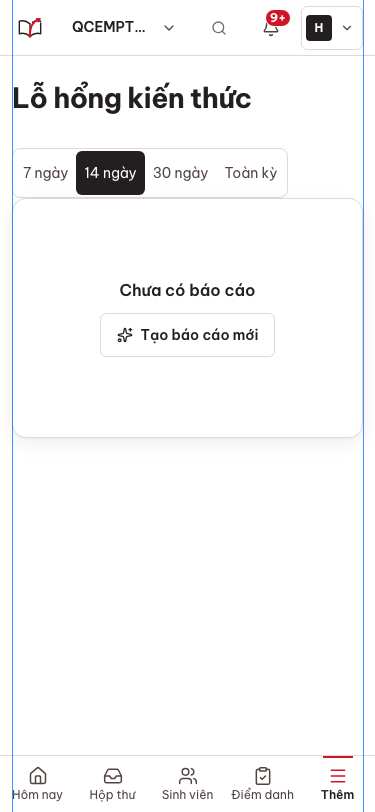 QCEMPT...
9+
H
Lỗ hổng kiến thức
7 ngày
14 ngày
30 ngày
Toàn kỳ
Chưa có báo cáo
Tạo báo cáo mới
Hôm nay
Hộp thư
Sinh viên
Điểm danh
Thêm